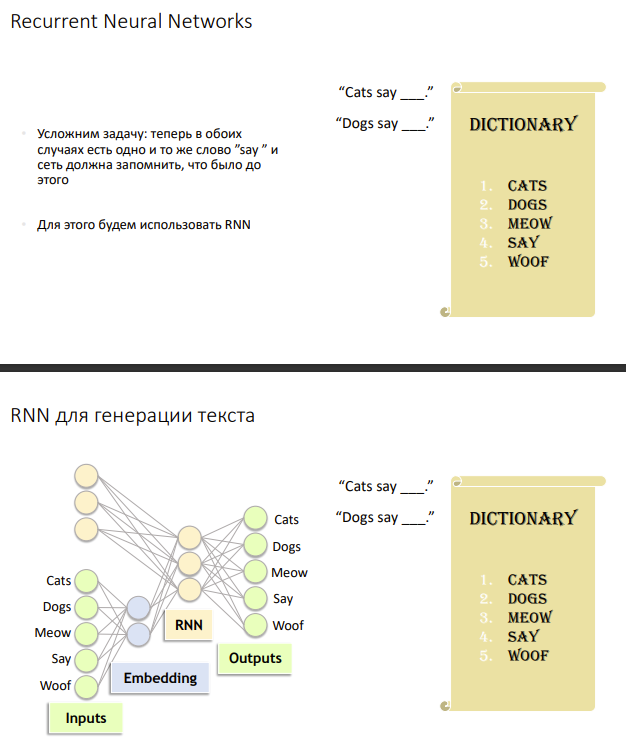 Recurrent Neural Networks
“Cats say ___.”
“Dogs say ___.”
DICTIONARY
Усложним задачу: теперь в обоих
случаях есть одно и то же слово ”say ” и
сеть должна запомнить, что было до
этого
Для этого будем использовать RNN
1. CATS
2. DOGS
3. MEOW
4. SAY
5. WOOF
RNN для генерации текста
“Cats say ___.”
“Dogs say ___.”
DICTIONARY
1. CATS
2. DOGS
3. MEOW
4. SAY
5. WOOF
Cats
Dogs
Meow
Say
Woof
Inputs
Embedding
RNN
Cats
Dogs
Meow
Say
Woof
Outputs